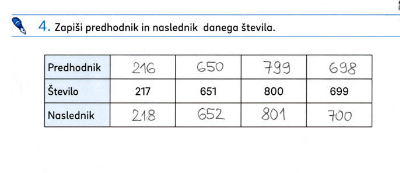 4. Zapiši predhodnik in naslednik danega števila.
Predhodnik 216 650 799 698
Število 217 651 800 699
Naslednik 218 652 801 700